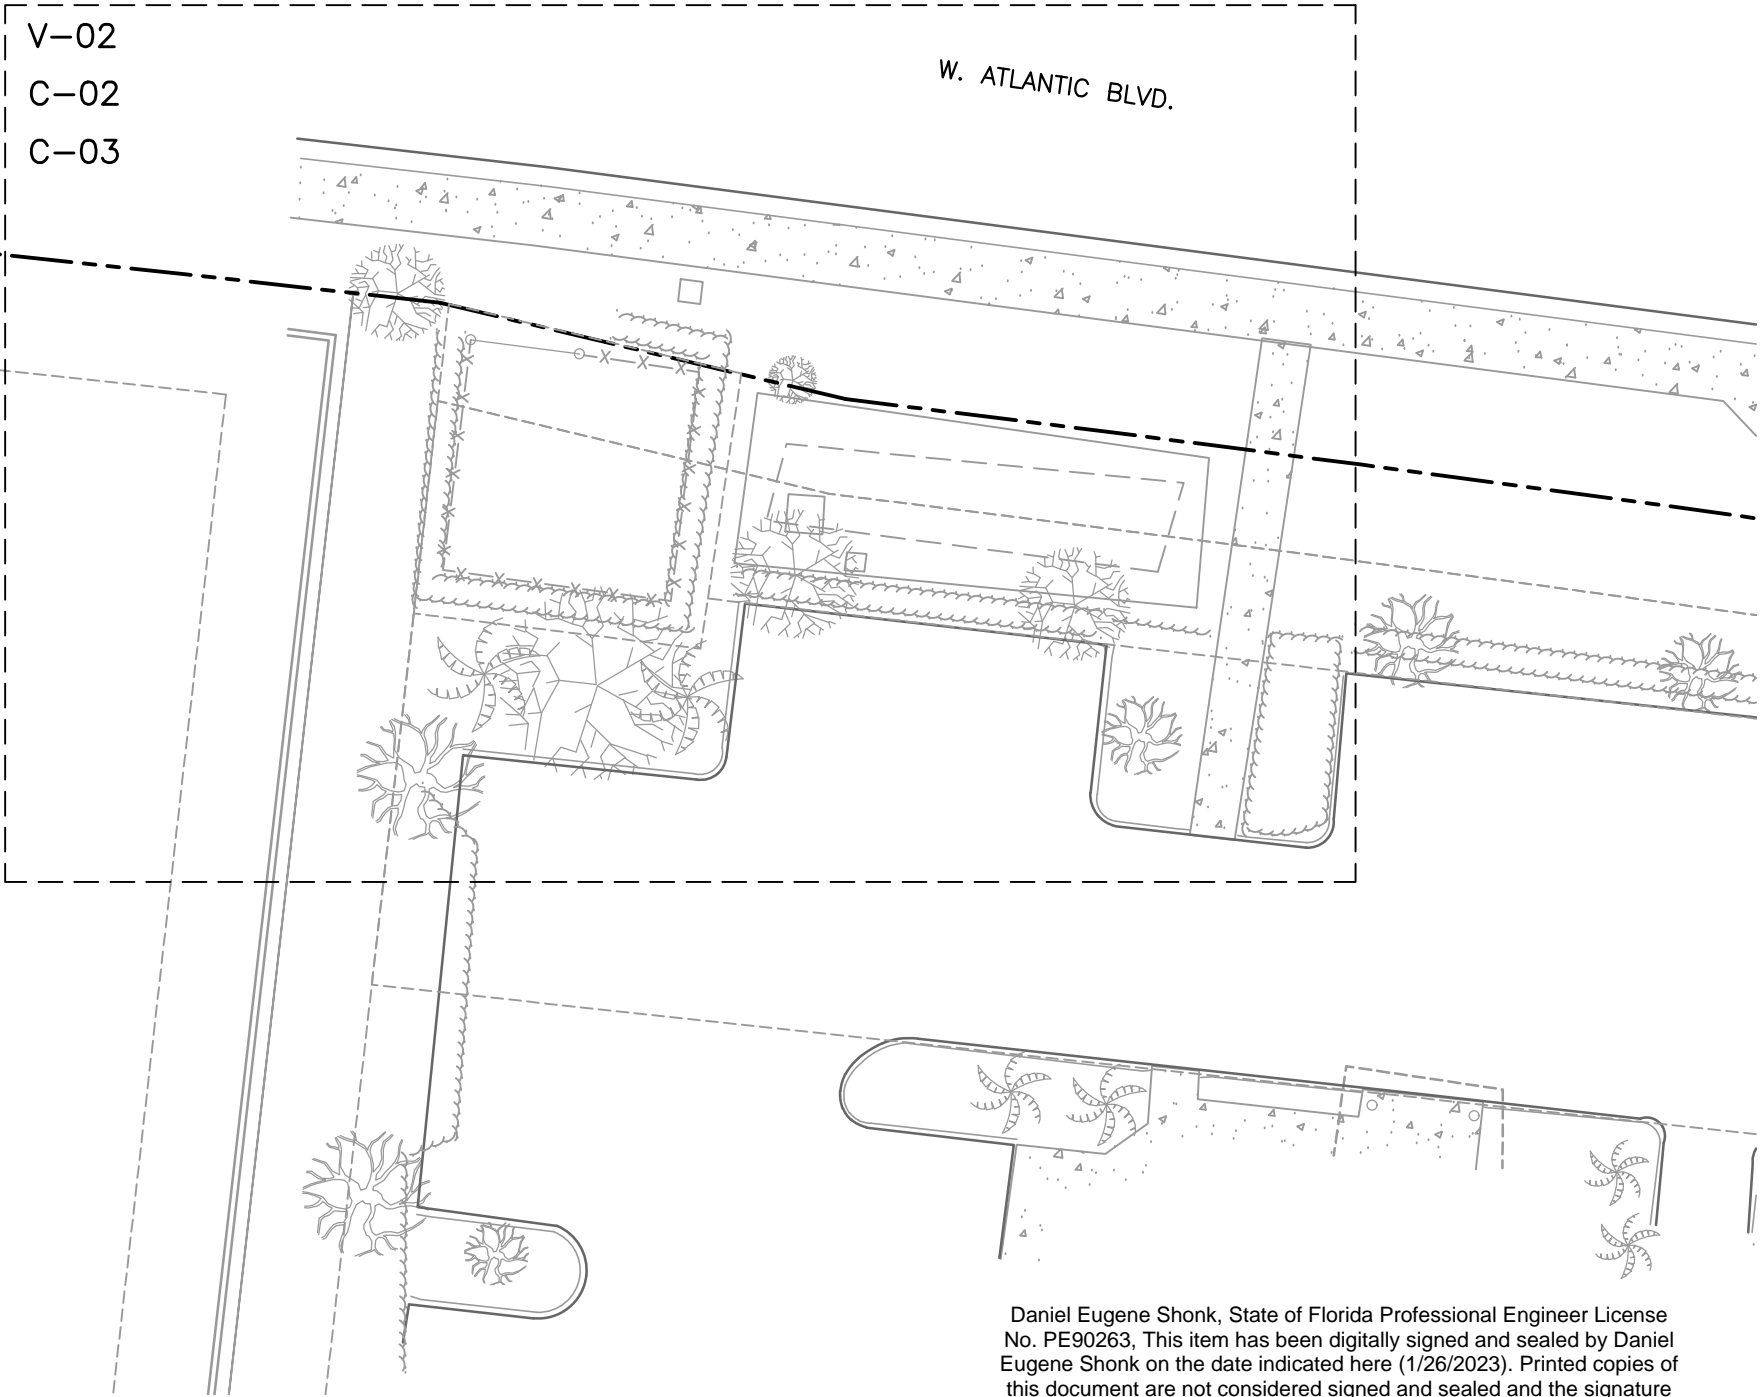 V-02
C-02
C-03
W. ATLANTIC BLVD.
Daniel Eugene Shonk, State of Florida Professional Engineer License
No. PE90263, This item has been digitally signed and sealed by Daniel
Eugene Shonk on the date indicated here (1/26/2023). Printed copies of
this document are not considered signed and sealed and the signature